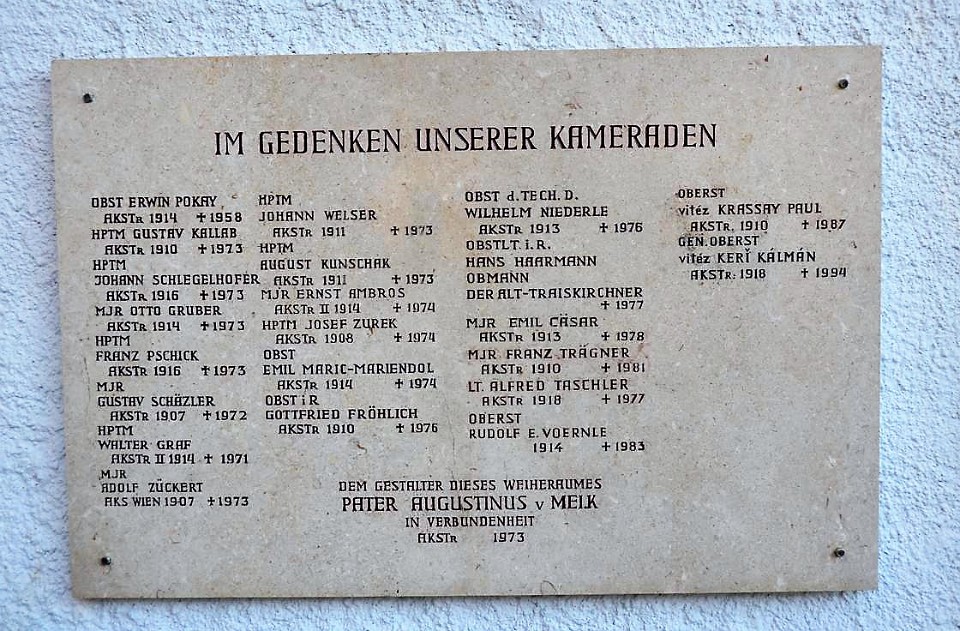 IM GEDENKEN UNSERER KAMERADEN
OBST ERWIN POKAY
AKSTR 1914 ✝1958
HPTM GUSTAV KALLAB
AKSTR 1910 ✝1973
HPTM
JOHANN SCHLEGELHOFER
AKSTR 1916 ✝1973
MJR OTTO GRUBER
AKSTR 1914 ✝1973
HPTM
FRANZ PSCHICK
AKSTR 1916 ✝1973
MJR
GUSTAV SCHÄZLER
AKSTR 1907 ✝1972
HPTM
WALTER GRAF
AKSTR II 1914 ✝ 1971
MJR
ADOLF ZÜCKERT
AKS WIEN 1907 ✝1973
HPTM
JOHANN WELSER
AKSTR 1911 ✝ 1973
HPTM
AUGUST KUNSCHAK
AKSTR 1911 ✝1973
MJR ERNST AMBROS
AKSTR II 1914 ✝ 1974
HPTM JOSEF ZUREK
AKSTR 1908 ✝ 1974
OBST
EMIL MARIC-MARIENDOL
AKSTR 1914 ✝ 1974
OBST i R
GOTTFRIED FRÖHLICH
AKSTR 1910 ✝ 1976
OBST d.TECH. D.
WILHELM NIEDERLE
AKSTR 1913 ✝ 1976
OBSTLT. i. R.
HANS HAARMANN
OBMANN
DER ALT-TRAISKIRCHNER
✝ 1977
MJR EMIL CÄSAR
AKSTR 1913 ✝ 1978
MJR FRANZ TRÄGNER
AKSTR 1910 ✝ 1981
LT. ALFRED TASCHLER
AKSTR 1918 ✝ 1977
OBERST
RUDOLF E. VOERNLE
1914 ✝1983
OBERST
vitéz KRASSAY PAUL
AKSTR. 1910 ✝ 1987
GEN. OBERST
vitéz KERI KÁLMÁN
AKSTR: 1918 ✝ 1994
DEM GESTALTER DIESES WEIHERAUMES
PATER AUGUSTINUS v MELK
IN VERBUNDENHEIT
AKSTR 1973